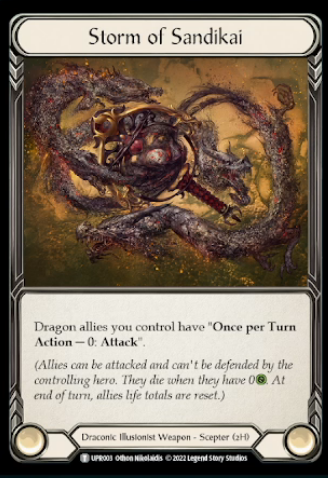 Storm of Sandikai
Dragon allies you control have "Once per Turn
Action — 0: Attack".
(Allies can be attacked and can't be defended by the
controlling hero. They die when they have 0. At
end of turn, allies life totals are reset.)
Draconic Illusionist Weapon - Scepter (2H)
UPR003 Othon Nikolaidis © 2022 Legend Story Studios